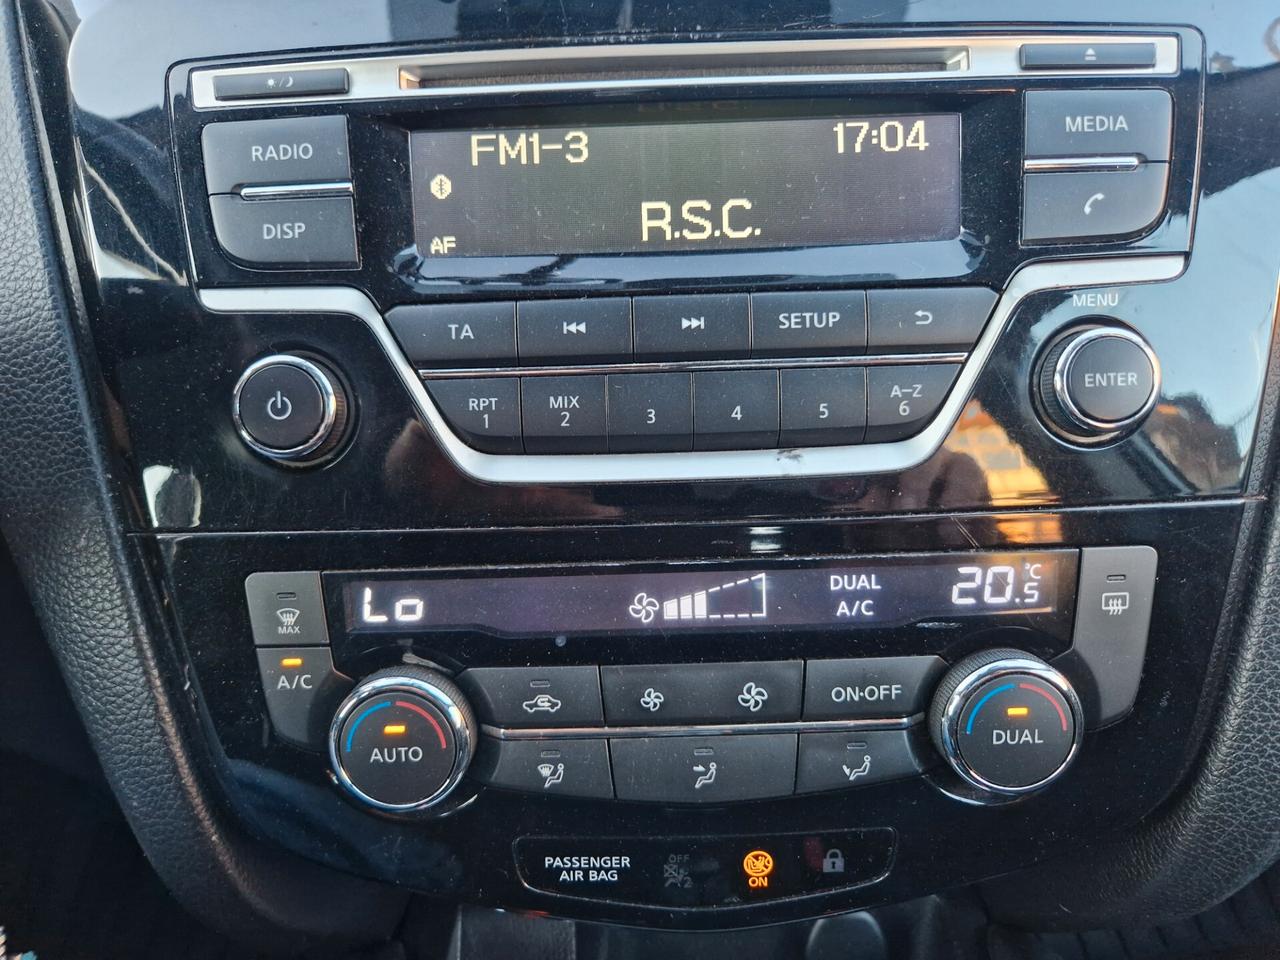 RADIO
FM1-3
17:04
MEDIA
DISP
AF
R.S.C.
MENU
TA
SETUP
ENTER
RPT
1
MIX
2
3
4
5
A-Z
6
Lo
DUAL
A/C
20.5
°C
MAX
A/C
AUTO
ON·OFF
DUAL
PASSENGER
AIR BAG
OFF
2
ON